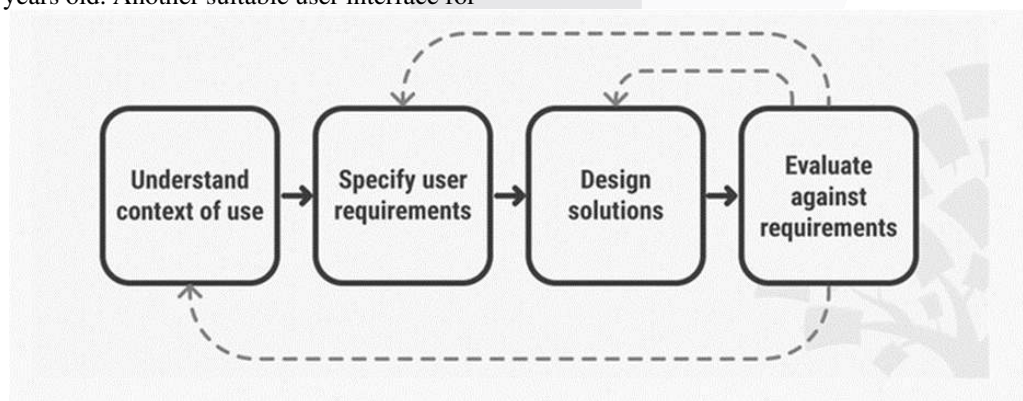 years old. Another suitable user interface for
Understand
context of use
Specify user
requirements
Design
solutions
Evaluate
against
requirements